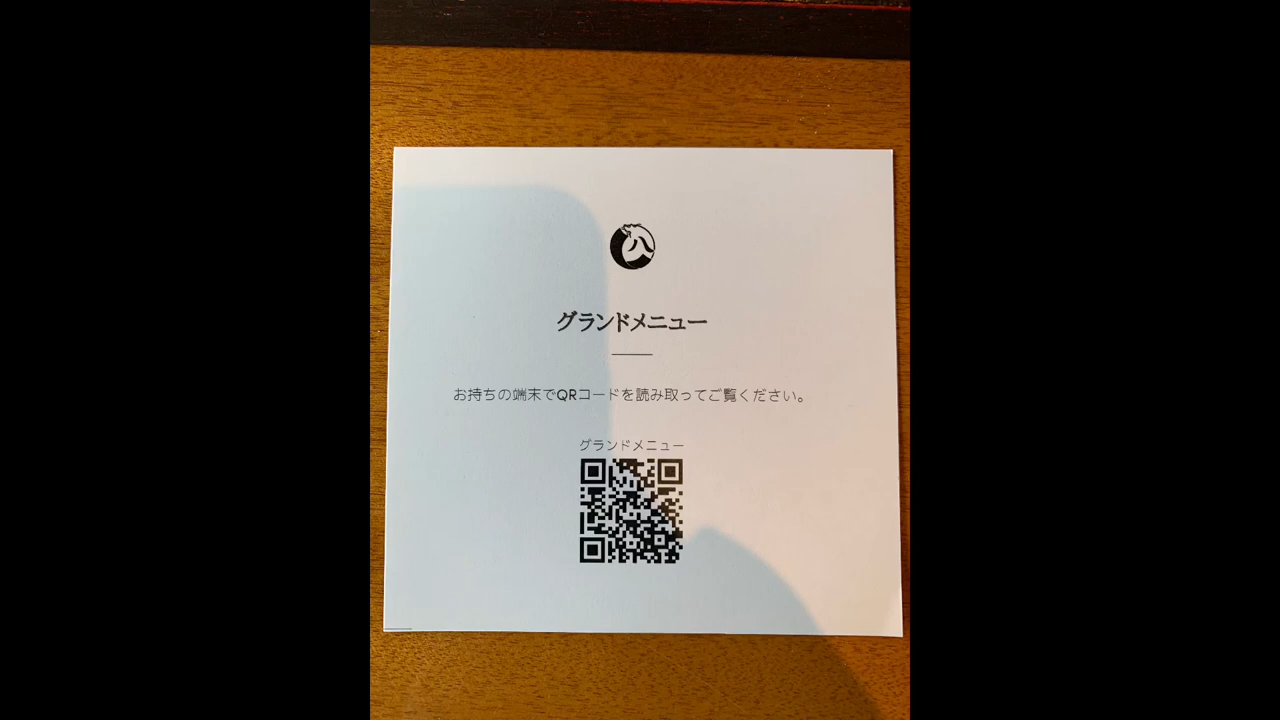 八
グランドメニュー
お持ちの端末でQRコードを読み取ってご覧ください。
グランドメニュー